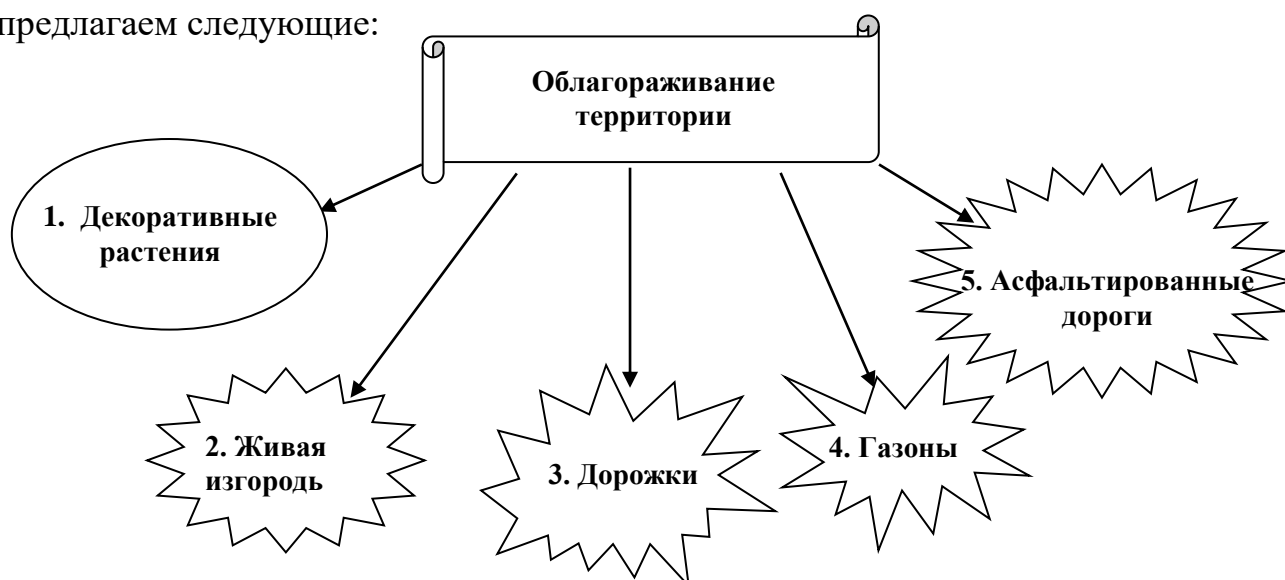 предлагаем следующие:
Облагораживание
территории
1. Декоративные
растения
5. Асфальтированные
дороги
2. Живая
изгородь
3. Дорожки
4. Газоны